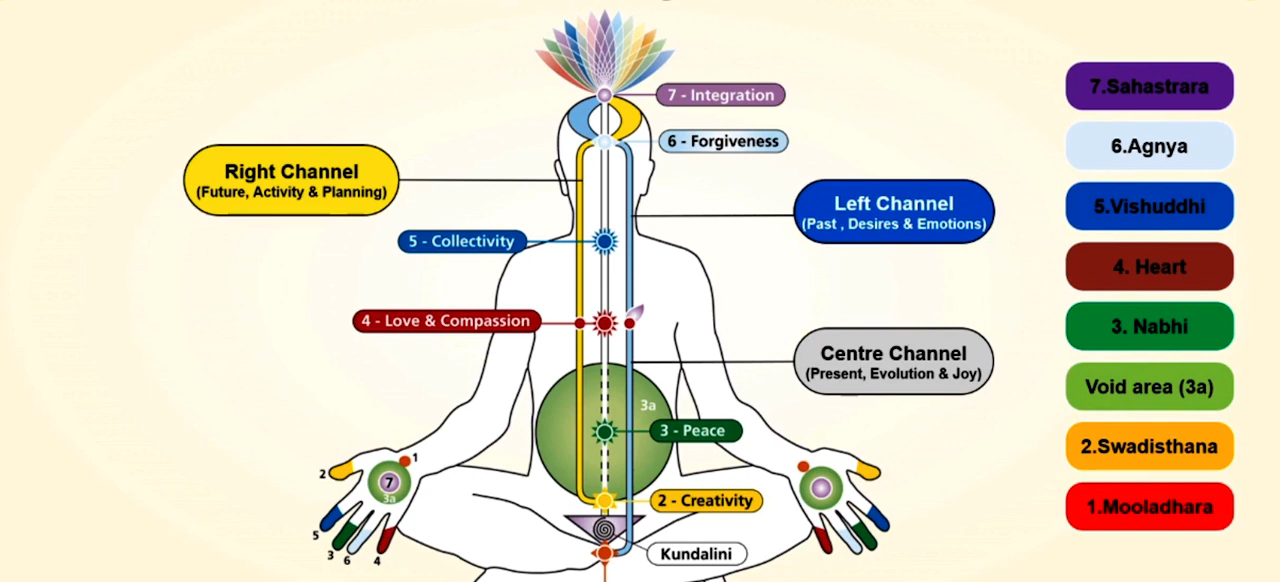 7 - Integration
6 - Forgiveness
Right Channel
(Future, Activity & Planning)
Left Channel
(Past , Desires & Emotions)
5 - Collectivity
4 - Love & Compassion
Centre Channel
(Present, Evolution & Joy)
3a
3 - Peace
2 - Creativity
Kundalini
1
2
7
3a
5
3
6
4
7.Sahastrara
6.Agnya
5.Vishuddhi
4. Heart
3. Nabhi
Void area (3a)
2.Swadisthana
1.Mooladhara